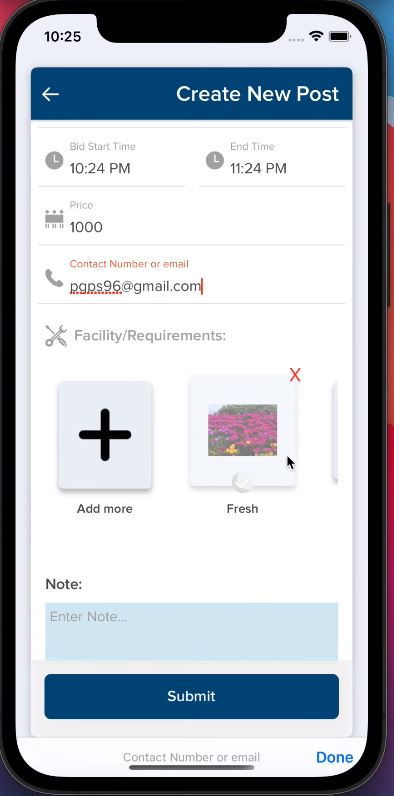 10:25
Create New Post
Bid Start Time
End Time
10:24 PM
11:24 PM
Price
1000
Contact Number or email
pgps96@gmail.com
Facility/Requirements:
X
Add more
Fresh
Note:
Enter Note...
Submit
Contact Number or email
Done